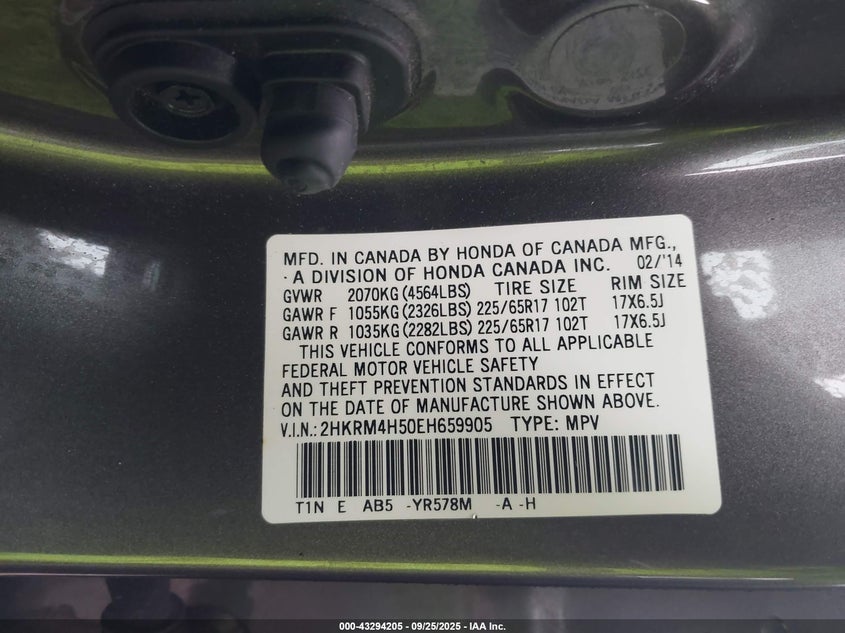 MFD. IN CANADA BY HONDA OF CANADA MFG.,
A DIVISION OF HONDA CANADA INC. 02/'14
GVWR 2070KG (4564LBS) TIRE SIZE RIM SIZE
GAWR F 1055KG (2326LBS) 225/65R17 102T 17X6.5J
GAWR R 1035KG (2282LBS) 225/65R17 102T 17X6.5J
THIS VEHICLE CONFORMS TO ALL APPLICABLE
FEDERAL MOTOR VEHICLE SAFETY
AND THEFT PREVENTION STANDARDS IN EFFECT
ON THE DATE OF MANUFACTURE SHOWN ABOVE.
V.I.N.: 2HKRM4H50EH659905 TYPE: MPV
T1N E AB5 -YR578M -A -H
000-43294205 - 09/25/2025 - IAA Inc.